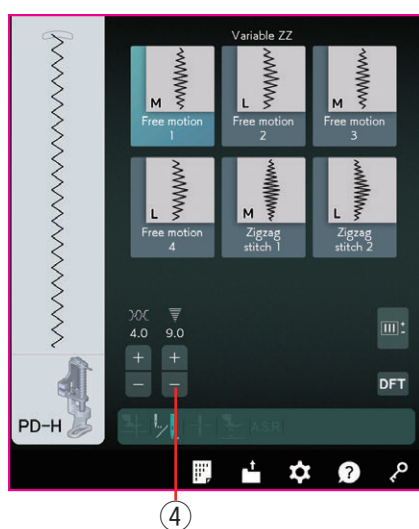 Variable ZZ
M
Free motion
1
L
Free motion
2
M
Free motion
3
L
Free motion
4
M
Zigzag
stitch 1
L
Zigzag
stitch 2
4.0 9.0
+ +
− −
DFT
PD-H
A.S.R.
?
④